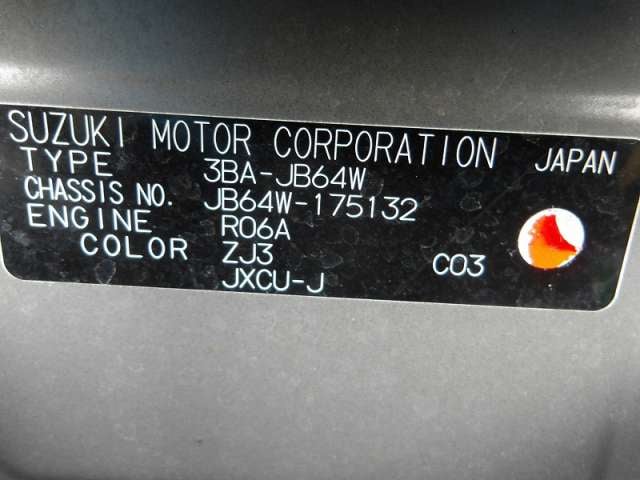 SUZUKI MOTOR CORPORATION JAPAN
TYPE 3BA-JB64W
CHASSIS NO. JB64W-175132
ENGINE R06A
COLOR ZJ3 C03
JXCU-J